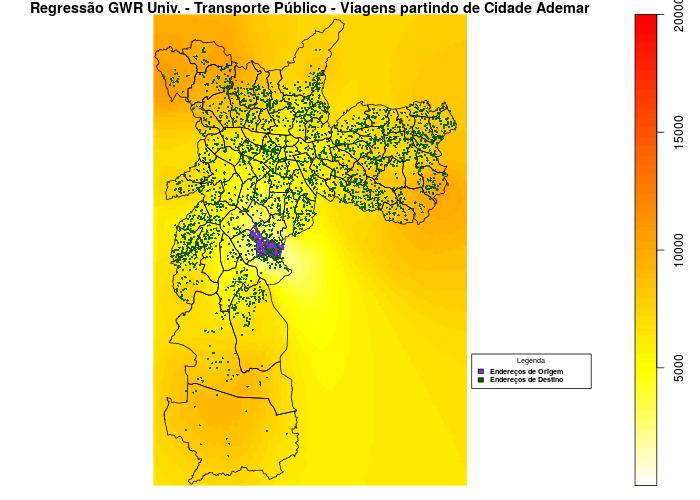 Regressão GWR Univ. - Transporte Público - Viagens partindo de Cidade Ademar
20000
15000
10000
5000
Legenda
Endereços de Origem
Endereços de Destino